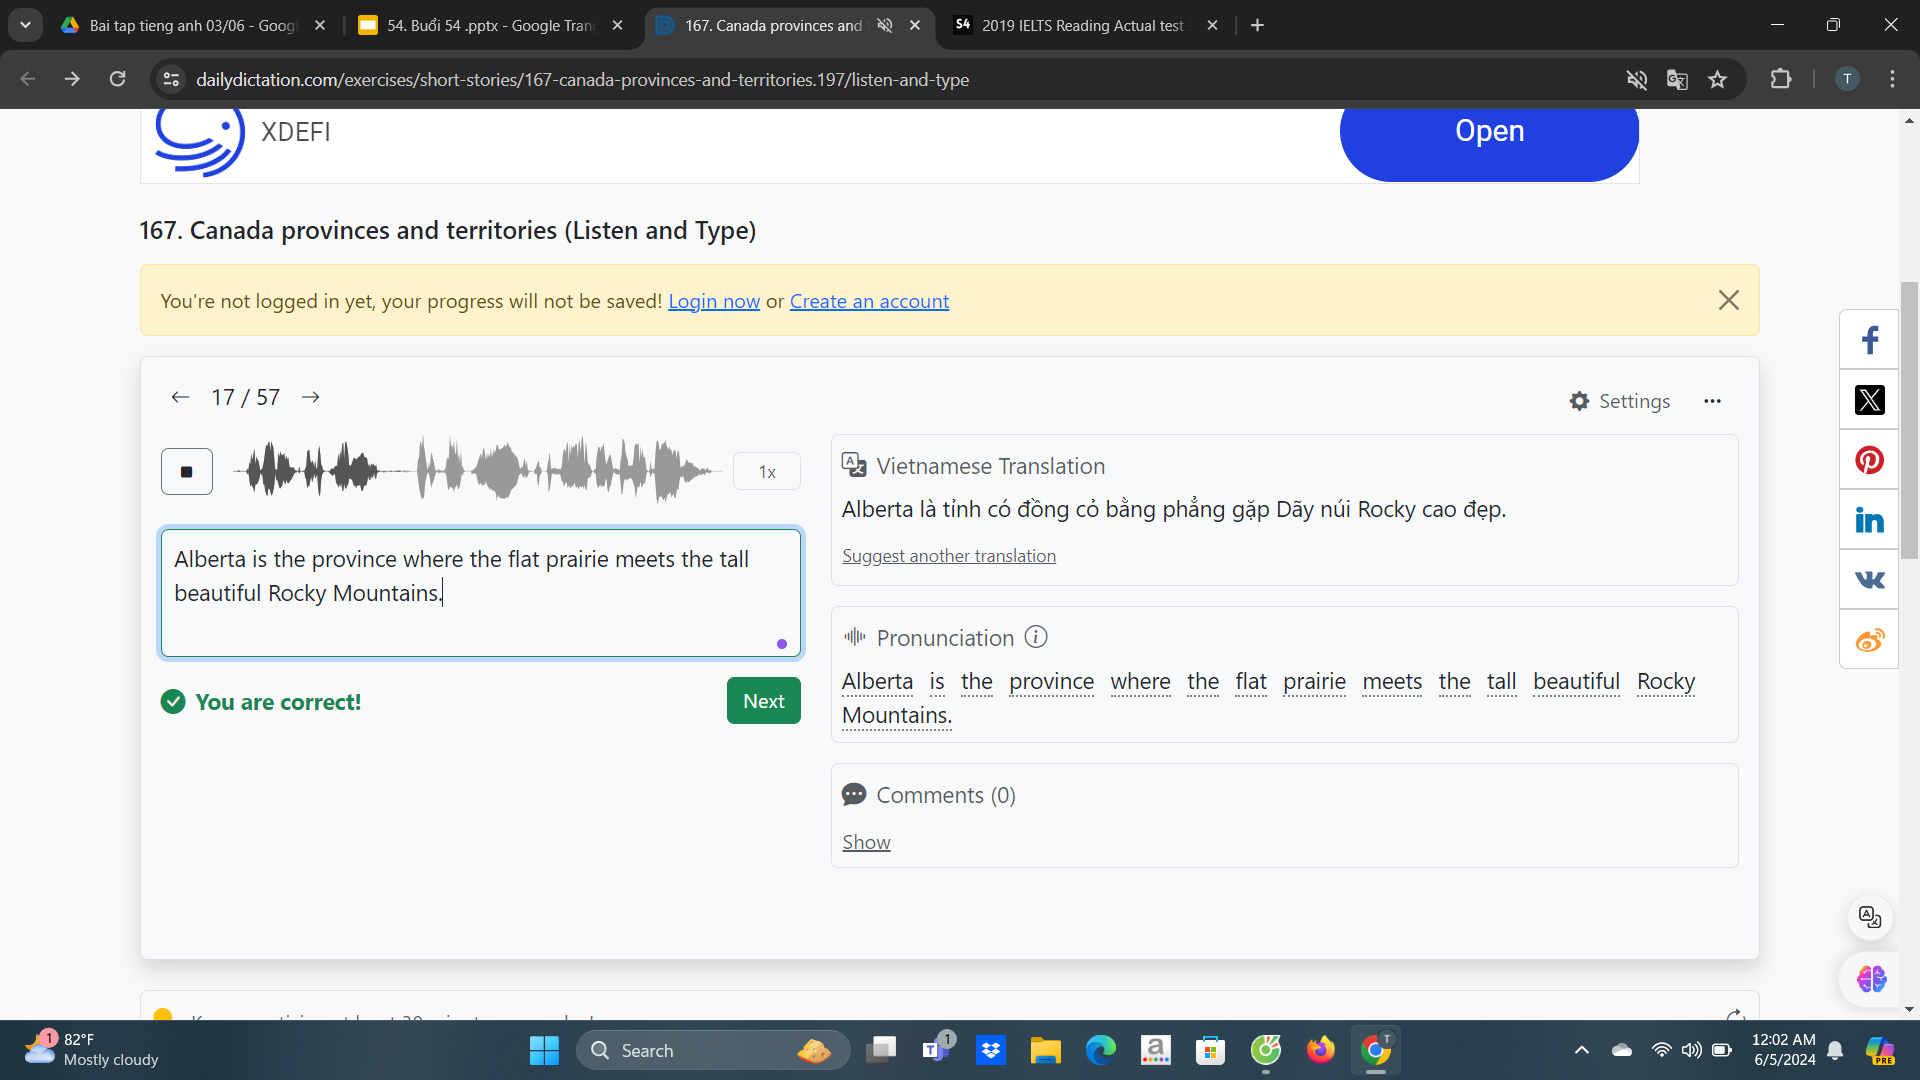 Bai tap tieng anh 03/06 - Googl
54. Buổi 54 .pptx - Google Tran
167. Canada provinces and
S4 2019 IELTS Reading Actual test
dailydictation.com/exercises/short-stories/167-canada-provinces-and-territories.197/listen-and-type
T
XDEFI
Open
167. Canada provinces and territories (Listen and Type)
You're not logged in yet, your progress will not be saved! Login now or Create an account
17 / 57
Settings
1x
Alberta is the province where the flat prairie meets the tall
beautiful Rocky Mountains.
You are correct!
Next
Vietnamese Translation
Alberta là tỉnh có đồng cỏ bằng phẳng gặp Dãy núi Rocky cao đẹp.
Suggest another translation
Pronunciation
Alberta is the province where the flat prairie meets the tall beautiful Rocky
Mountains.
Comments (0)
Show
1
82°F
Mostly cloudy
Search
1
T
12:02 AM
6/5/2024
PRE